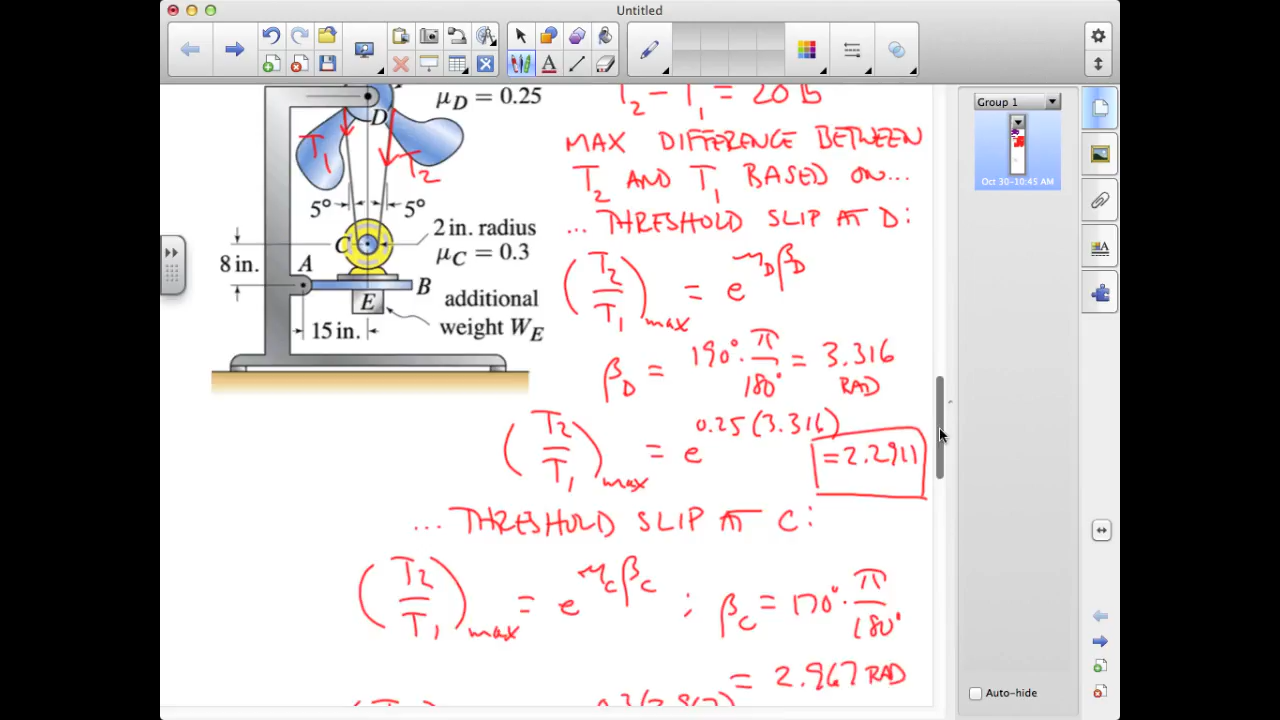 Untitled
μD = 0.25
D
T1
T2
5°
5°
C
2 in. radius
μC = 0.3
8 in.
A
B
E
additional
weight WE
15 in.
T2 − T1 = 20 lb
MAX DIFFERENCE BETWEEN
T2 AND T1 BASED ON...
...THRESHOLD SLIP AT D:
(T2/T1)max = e^μDβD
βD = 190°·π/180° = 3.316 RAD
(T2/T1)max = e^0.25(3.316) = 2.2911
...THRESHOLD SLIP AT C:
(T2/T1)max = e^μCβC ; βC = 170°·π/180°
= 2.967 RAD
Group 1
Oct 30-10:45 AM
Auto-hide